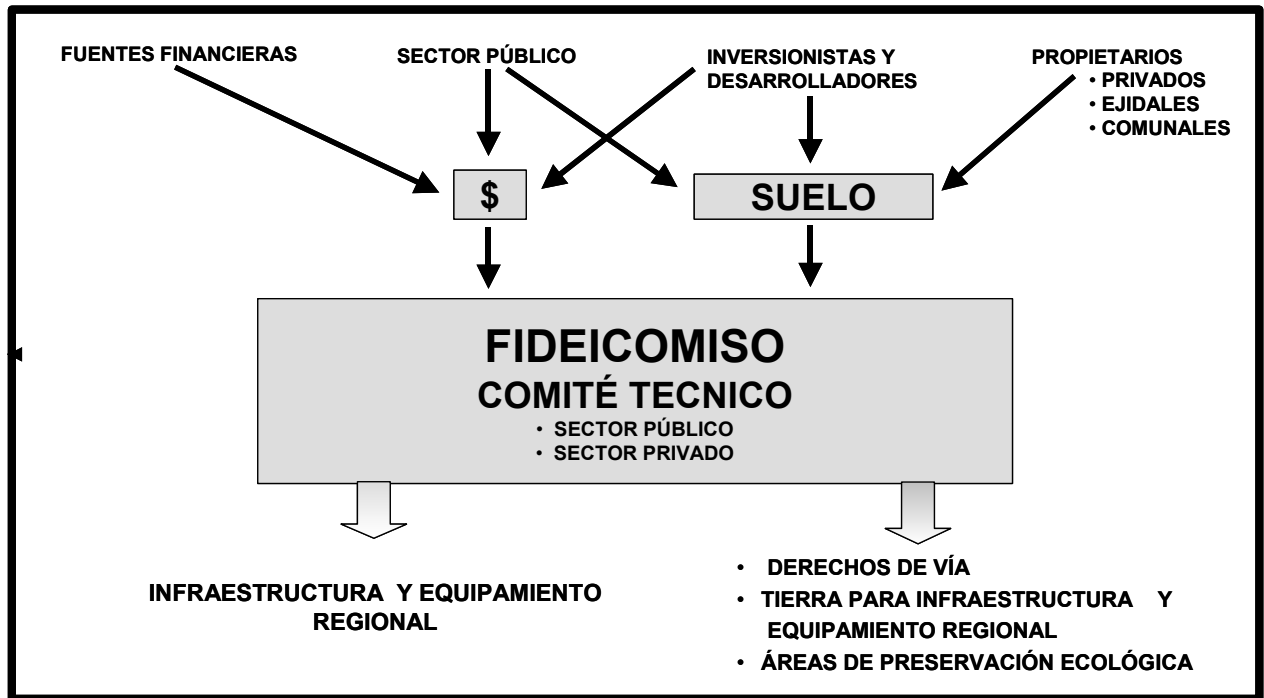 FUENTES FINANCIERAS
SECTOR PÚBLICO
INVERSIONISTAS Y
DESARROLLADORES
PROPIETARIOS
• PRIVADOS
• EJIDALES
• COMUNALES
$
SUELO
FIDEICOMISO
COMITÉ TECNICO
• SECTOR PÚBLICO
• SECTOR PRIVADO
INFRAESTRUCTURA Y EQUIPAMIENTO
REGIONAL
• DERECHOS DE VÍA
• TIERRA PARA INFRAESTRUCTURA Y
EQUIPAMIENTO REGIONAL
• ÁREAS DE PRESERVACIÓN ECOLÓGICA